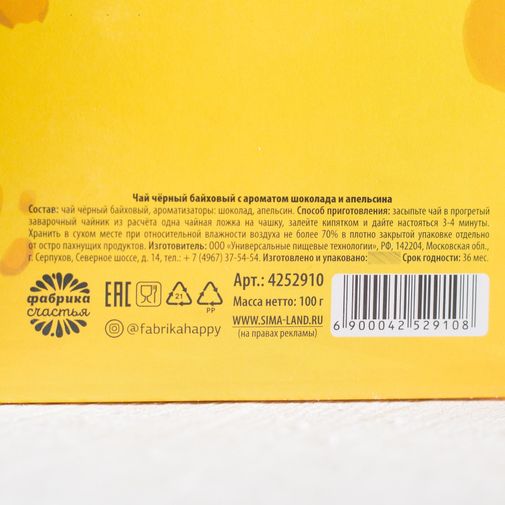 Чай чёрный байховый с ароматом шоколада и апельсина
Состав: чай чёрный байховый, ароматизаторы: шоколад, апельсин. Способ приготовления: засыпьте чай в прогретый
заварочный чайник из расчёта одна чайная ложка на чашку, залейте кипятком и дайте настояться 3-4 минуты.
Хранить в сухом месте при относительной влажности воздуха не более 70% в плотно закрытой упаковке отдельно
от остро пахнущих продуктов. Изготовитель: ООО «Универсальные пищевые технологии», РФ, 142204, Московская обл.,
г. Серпухов, Северное шоссе, д. 14, тел.: + 7 (4967) 37-54-54. Изготовлено и упаковано: Срок годности: 36 мес.
фабрика
счастья
EAC
21
PP
@fabrikahappy
Арт.: 4252910
Масса нетто: 100 г
WWW.SIMA-LAND.RU
(на правах рекламы)
6 900042 529108